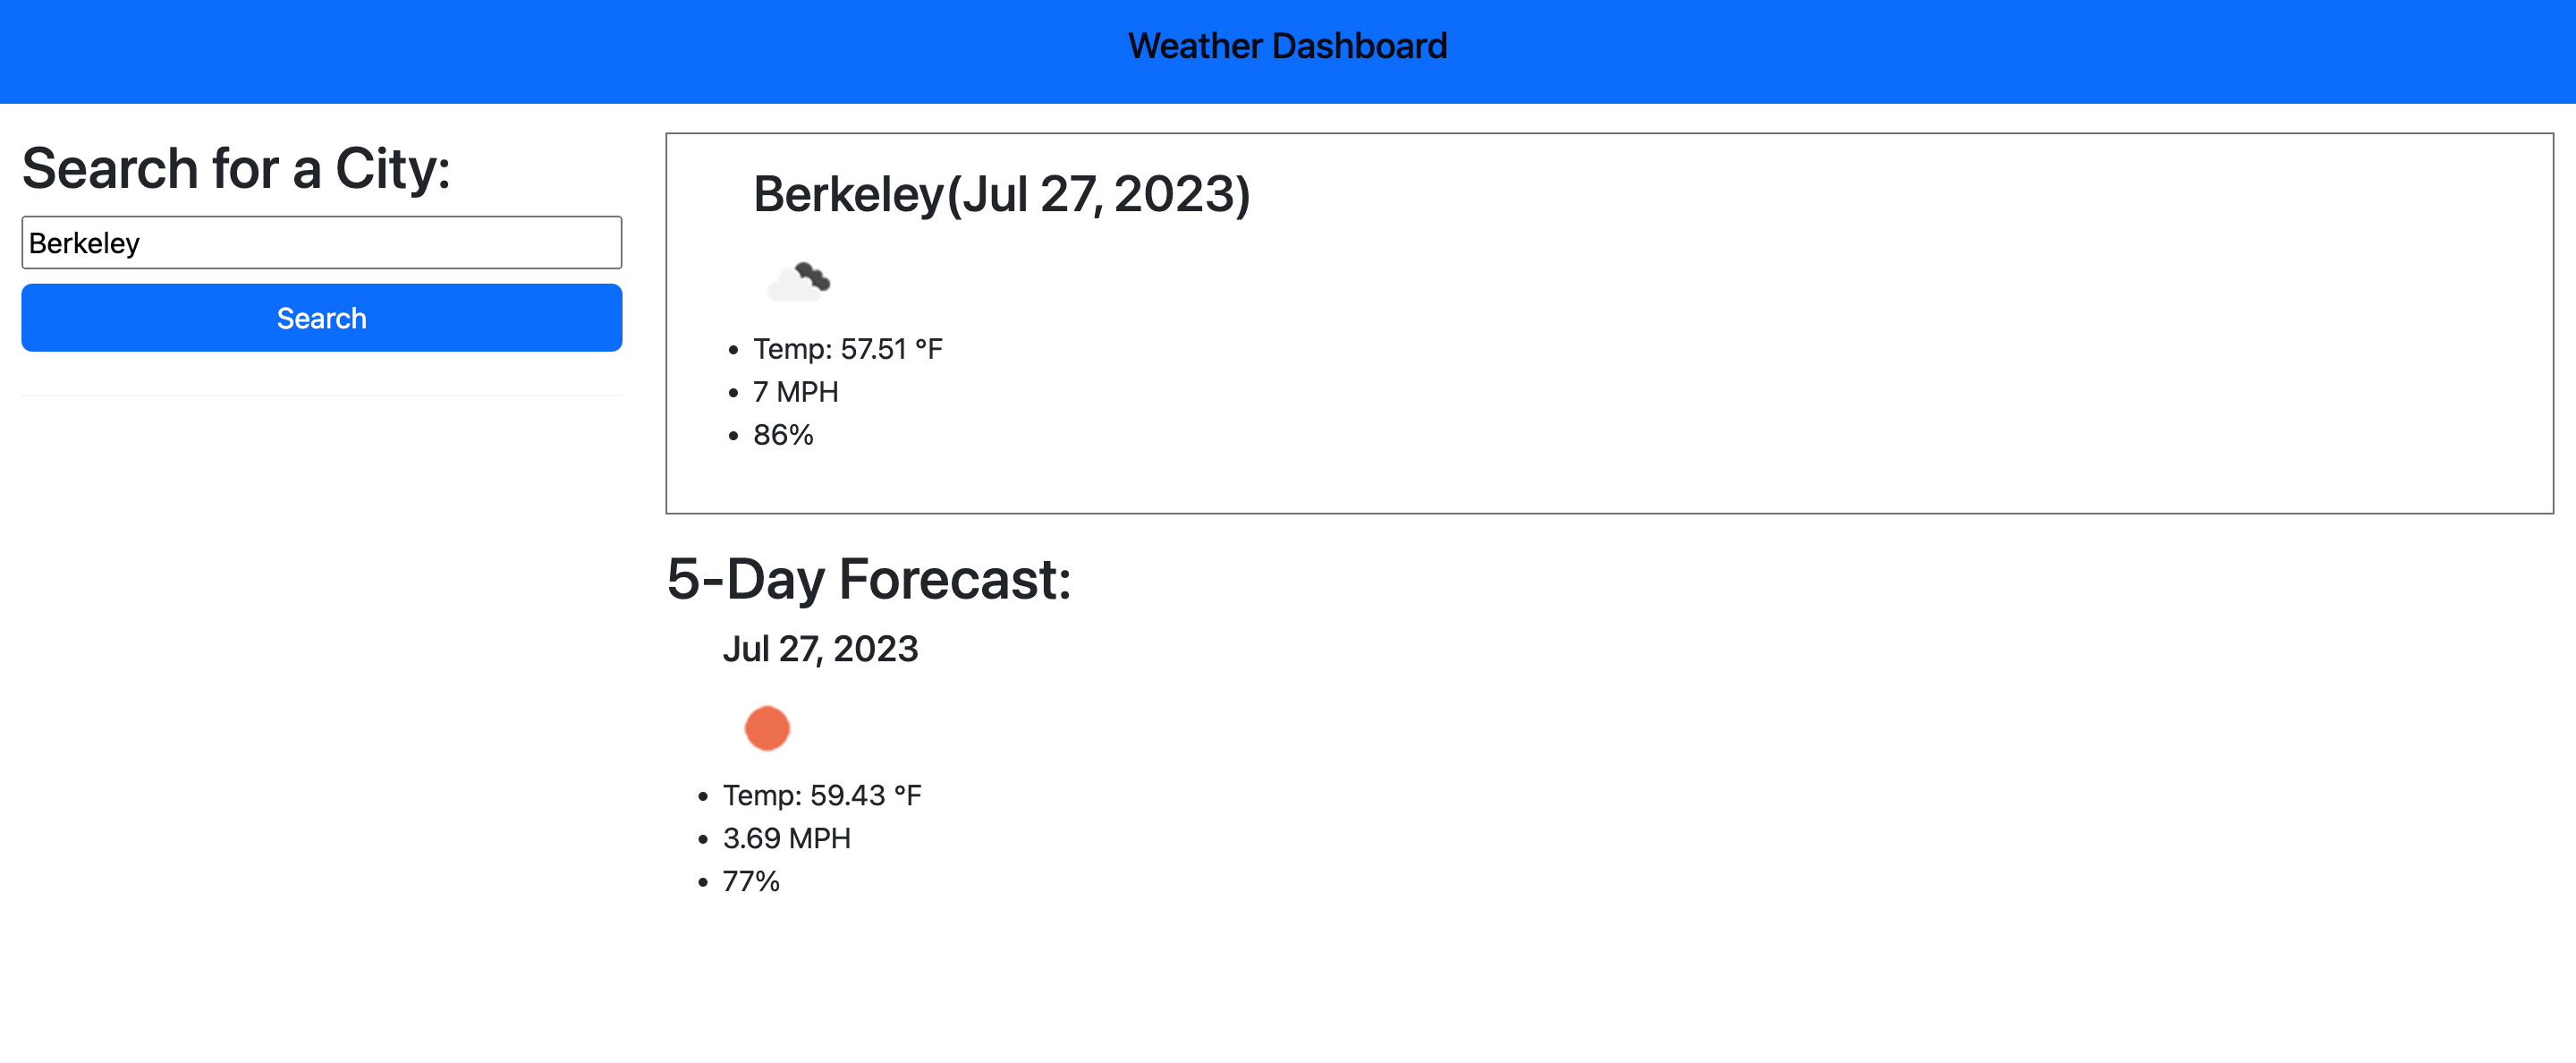 Weather Dashboard
Search for a City:
Berkeley
Search
Berkeley(Jul 27, 2023)
Temp: 57.51 °F
7 MPH
86%
5-Day Forecast:
Jul 27, 2023
Temp: 59.43 °F
3.69 MPH
77%